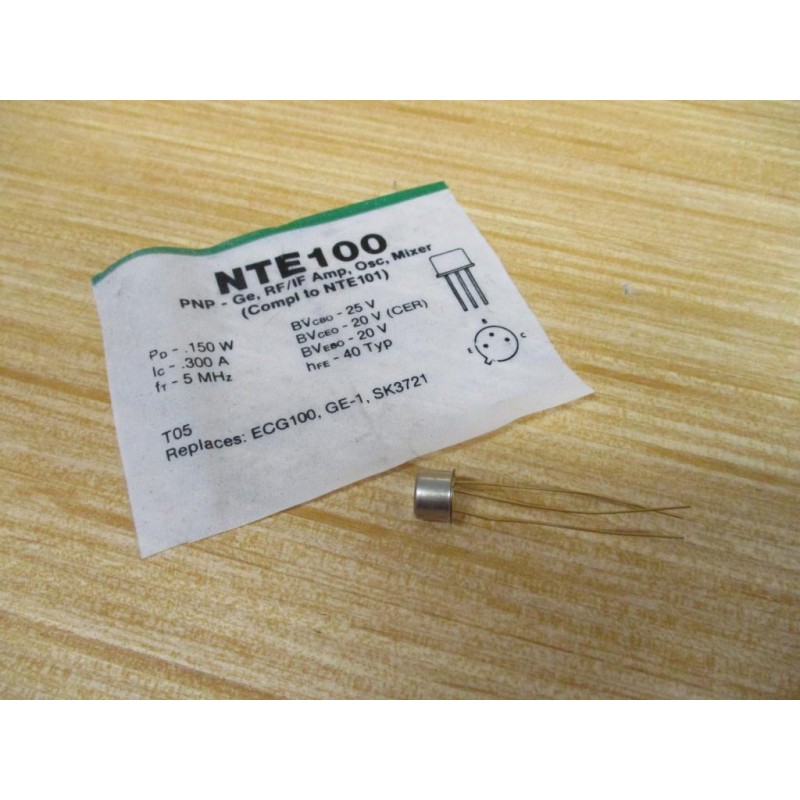 NTE100
PNP - Ge, RF/IF Amp, Osc, Mixer
(Compl to NTE101)
PD - .150 W
IC - .300 A
fT - 5 MHz
BVCBO - 25 V
BVCEO - 20 V (CER)
BVEBO - 20 V
hFE - 40 Typ
B
E
C
T05
Replaces: ECG100, GE-1, SK3721